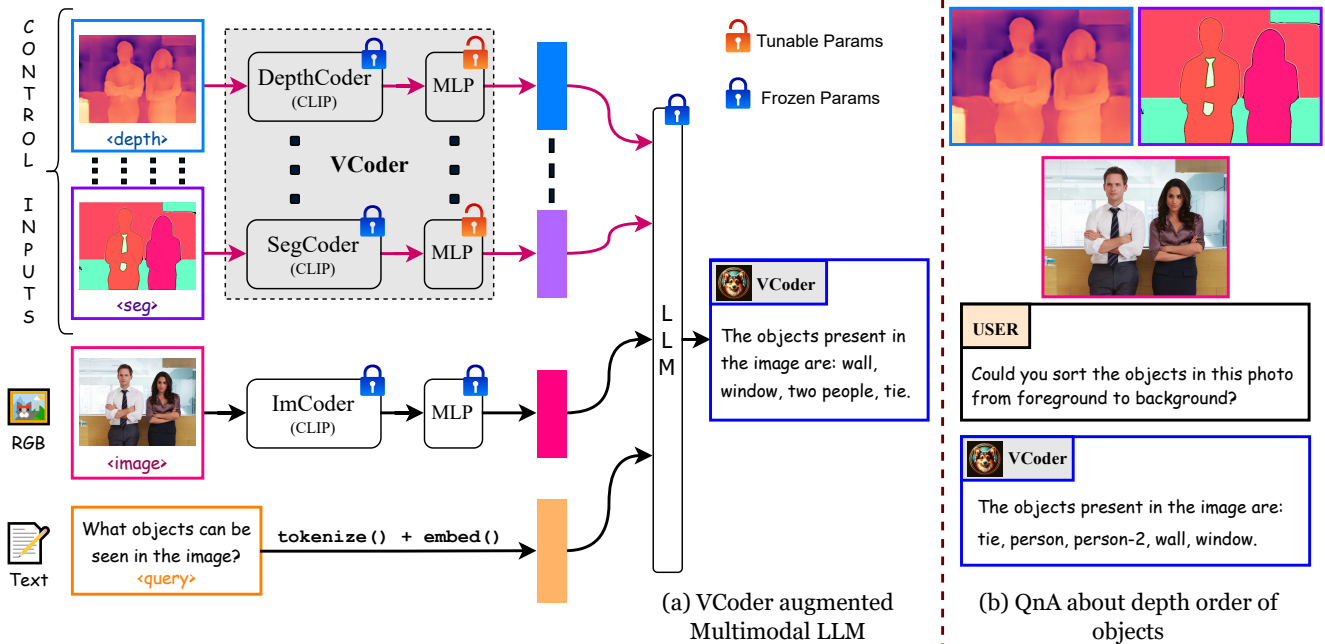 CONTROL
INPUTS
<depth>
<seg>
DepthCoder
(CLIP)
MLP
VCoder
SegCoder
(CLIP)
MLP
Tunable Params
Frozen Params
RGB
<image>
ImCoder
(CLIP)
MLP
Text
What objects can be
seen in the image?
<query>
tokenize() + embed()
LLM
VCoder
The objects present in
the image are: wall,
window, two people, tie.
(a) VCoder augmented
Multimodal LLM
USER
Could you sort the objects in this photo
from foreground to background?
VCoder
The objects present in the image are:
tie, person, person-2, wall, window.
(b) QnA about depth order of
objects